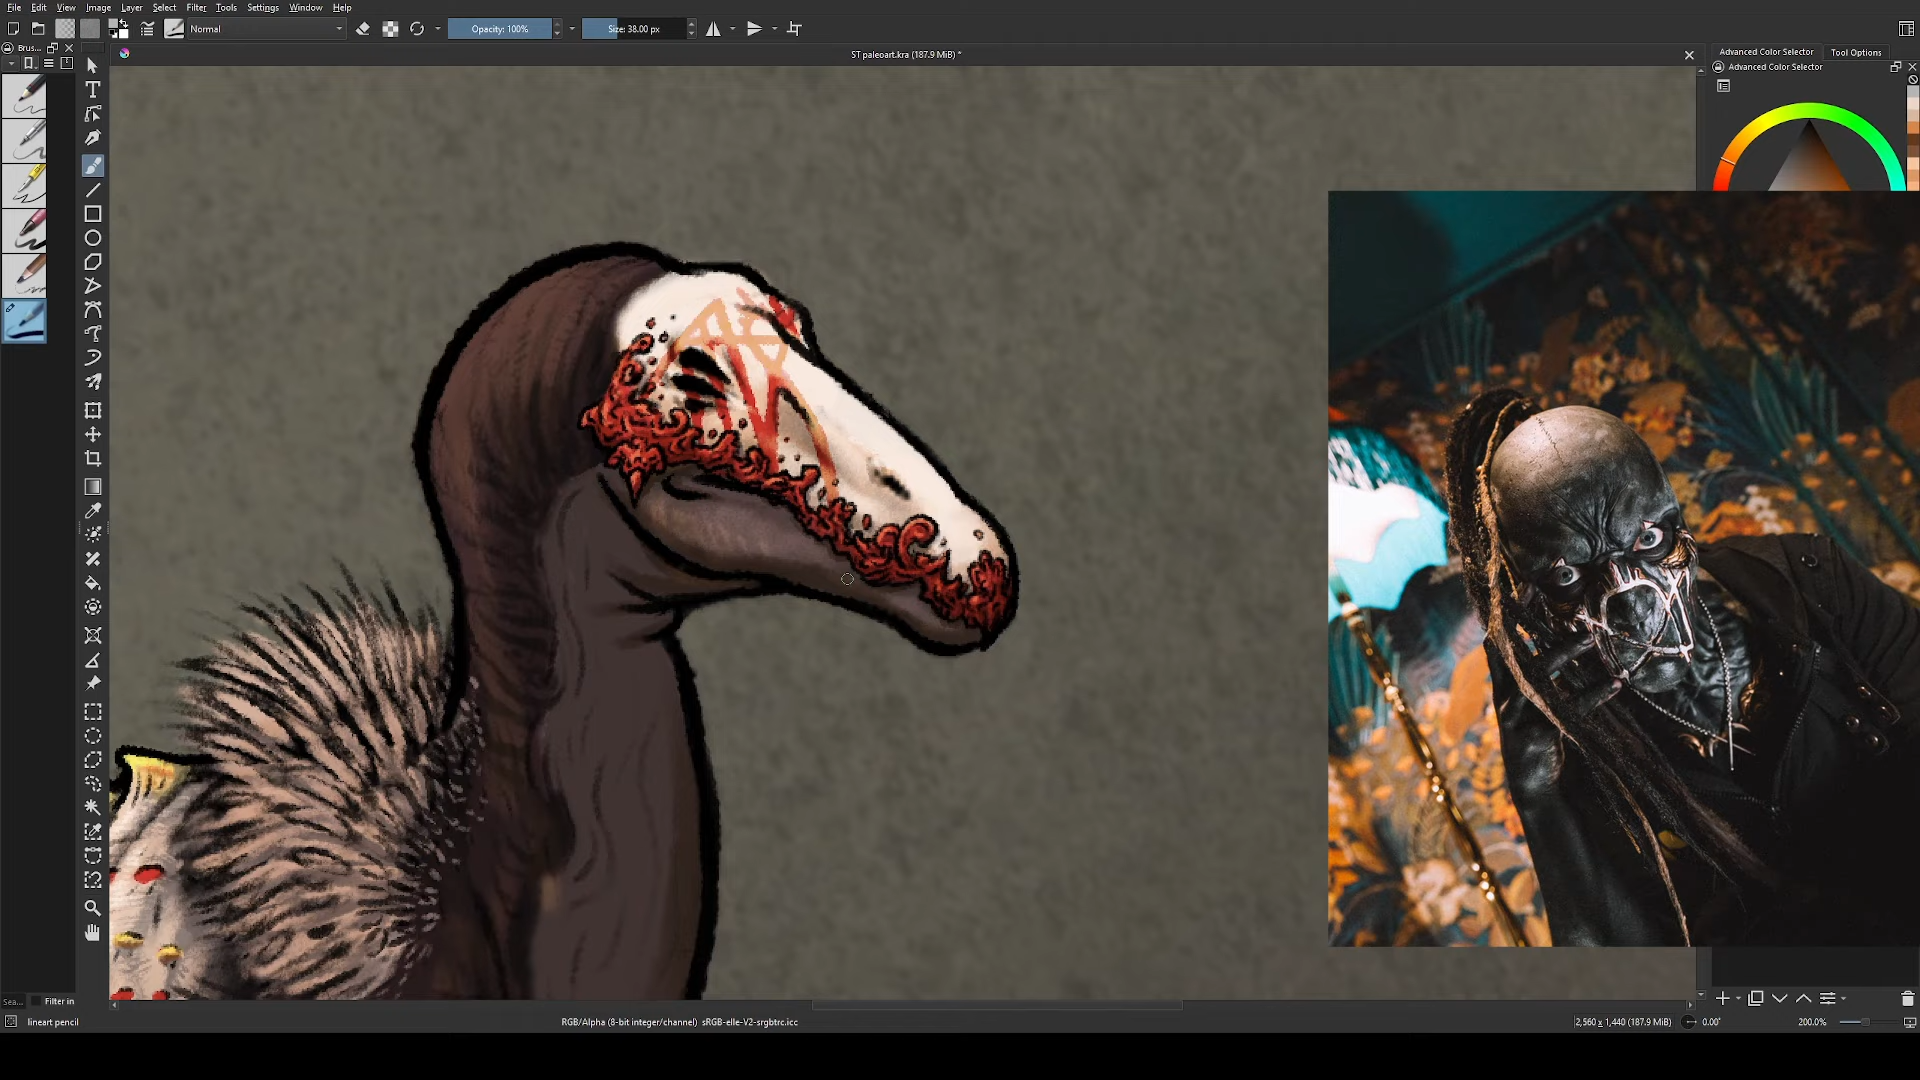 File Edit View Image Layer Select Filter Tools Settings Window Help
Normal Opacity: 100% Size: 38.00 px
Brus... ST paleoart.kra (187.9 MiB) * Advanced Color Selector Tool Options
Advanced Color Selector
Sea... Filter in
lineart pencil RGB/Alpha (8-bit integer/channel) sRGB-elle-V2-srgbtrc.icc 2,560 x 1,440 (187.9 MiB) 0.00° 200.0%